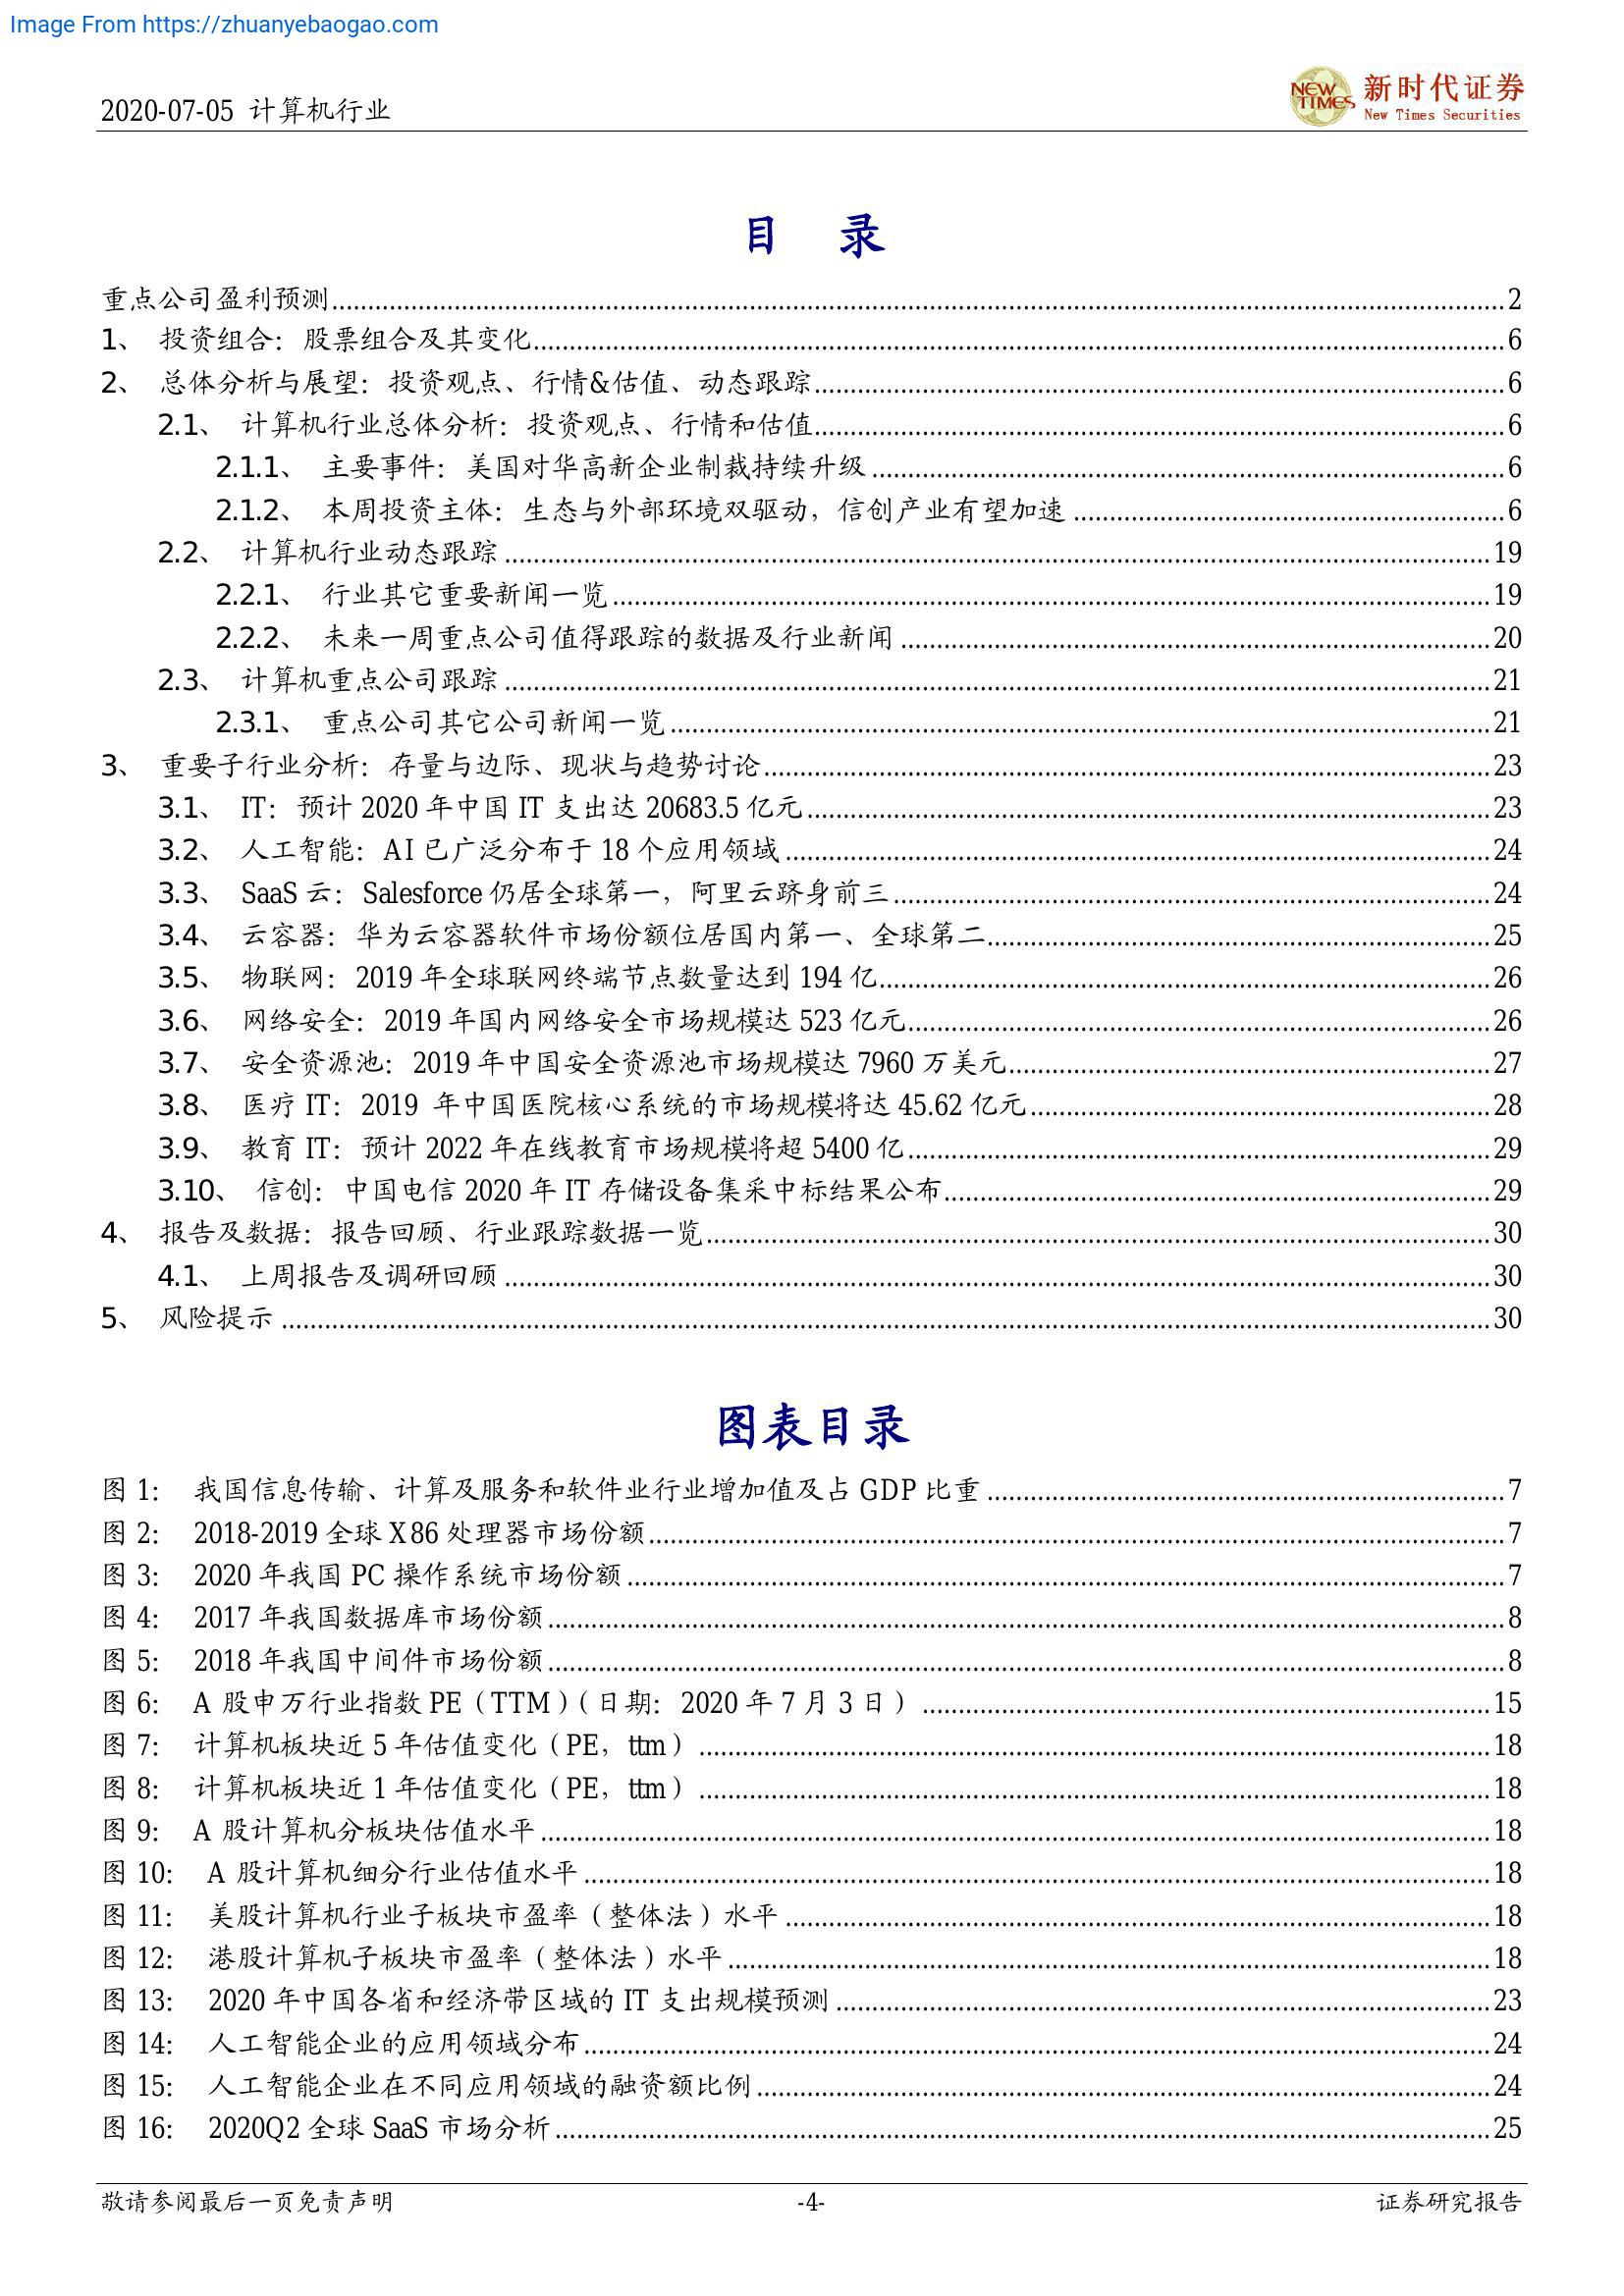 Image From https://zhuanyebaogao.com
2020-07-05 计算机行业
NEW TIMES
新时代证券
New Times Securities
目 录
重点公司盈利预测 2
1、 投资组合：股票组合及其变化 6
2、 总体分析与展望：投资观点、行情&估值、动态跟踪 6
2.1、 计算机行业总体分析：投资观点、行情和估值 6
2.1.1、 主要事件：美国对华高新企业制裁持续升级 6
2.1.2、 本周投资主体：生态与外部环境双驱动，信创产业有望加速 6
2.2、 计算机行业动态跟踪 19
2.2.1、 行业其它重要新闻一览 19
2.2.2、 未来一周重点公司值得跟踪的数据及行业新闻 20
2.3、 计算机重点公司跟踪 21
2.3.1、 重点公司其它公司新闻一览 21
3、 重要子行业分析：存量与边际、现状与趋势讨论 23
3.1、 IT：预计 2020 年中国 IT 支出达 20683.5 亿元 23
3.2、 人工智能：AI 已广泛分布于 18 个应用领域 24
3.3、 SaaS 云：Salesforce 仍居全球第一，阿里云跻身前三 24
3.4、 云容器：华为云容器软件市场份额位居国内第一、全球第二 25
3.5、 物联网：2019 年全球联网终端节点数量达到 194 亿 26
3.6、 网络安全：2019 年国内网络安全市场规模达 523 亿元 26
3.7、 安全资源池：2019 年中国安全资源池市场规模达 7960 万美元 27
3.8、 医疗 IT：2019 年中国医院核心系统的市场规模将达 45.62 亿元 28
3.9、 教育 IT：预计 2022 年在线教育市场规模将超 5400 亿 29
3.10、 信创：中国电信 2020 年 IT 存储设备集采中标结果公布 29
4、 报告及数据：报告回顾、行业跟踪数据一览 30
4.1、 上周报告及调研回顾 30
5、 风险提示 30
图表目录
图 1: 我国信息传输、计算及服务和软件业行业增加值及占 GDP 比重 7
图 2: 2018-2019 全球 X86 处理器市场份额 7
图 3: 2020 年我国 PC 操作系统市场份额 7
图 4: 2017 年我国数据库市场份额 8
图 5: 2018 年我国中间件市场份额 8
图 6: A 股申万行业指数 PE（TTM）（日期：2020 年 7 月 3 日） 15
图 7: 计算机板块近 5 年估值变化（PE，ttm） 18
图 8: 计算机板块近 1 年估值变化（PE，ttm） 18
图 9: A 股计算机分板块估值水平 18
图 10: A 股计算机细分行业估值水平 18
图 11: 美股计算机行业子板块市盈率（整体法）水平 18
图 12: 港股计算机子板块市盈率（整体法）水平 18
图 13: 2020 年中国各省和经济带区域的 IT 支出规模预测 23
图 14: 人工智能企业的应用领域分布 24
图 15: 人工智能企业在不同应用领域的融资额比例 24
图 16: 2020Q2 全球 SaaS 市场分析 25
敬请参阅最后一页免责声明 -4- 证券研究报告